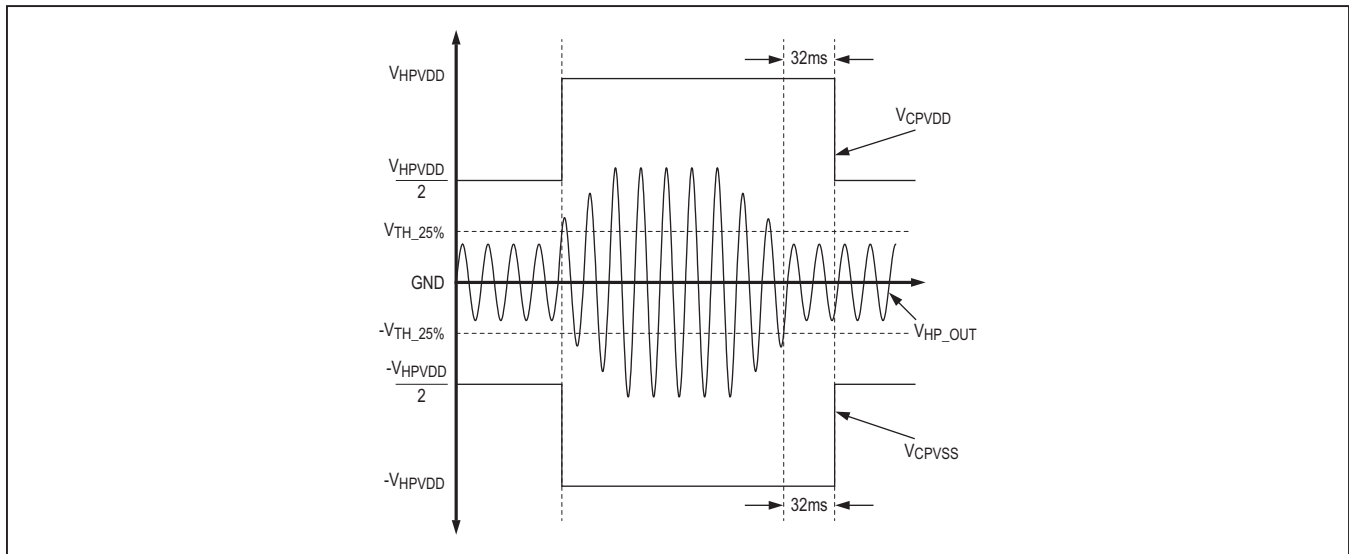 32ms
VHPVDD
VCPVDD
VHPVDD
2
VTH_25%
GND
-VTH_25%
VHP_OUT
-VHPVDD
2
VCPVSS
-VHPVDD
32ms